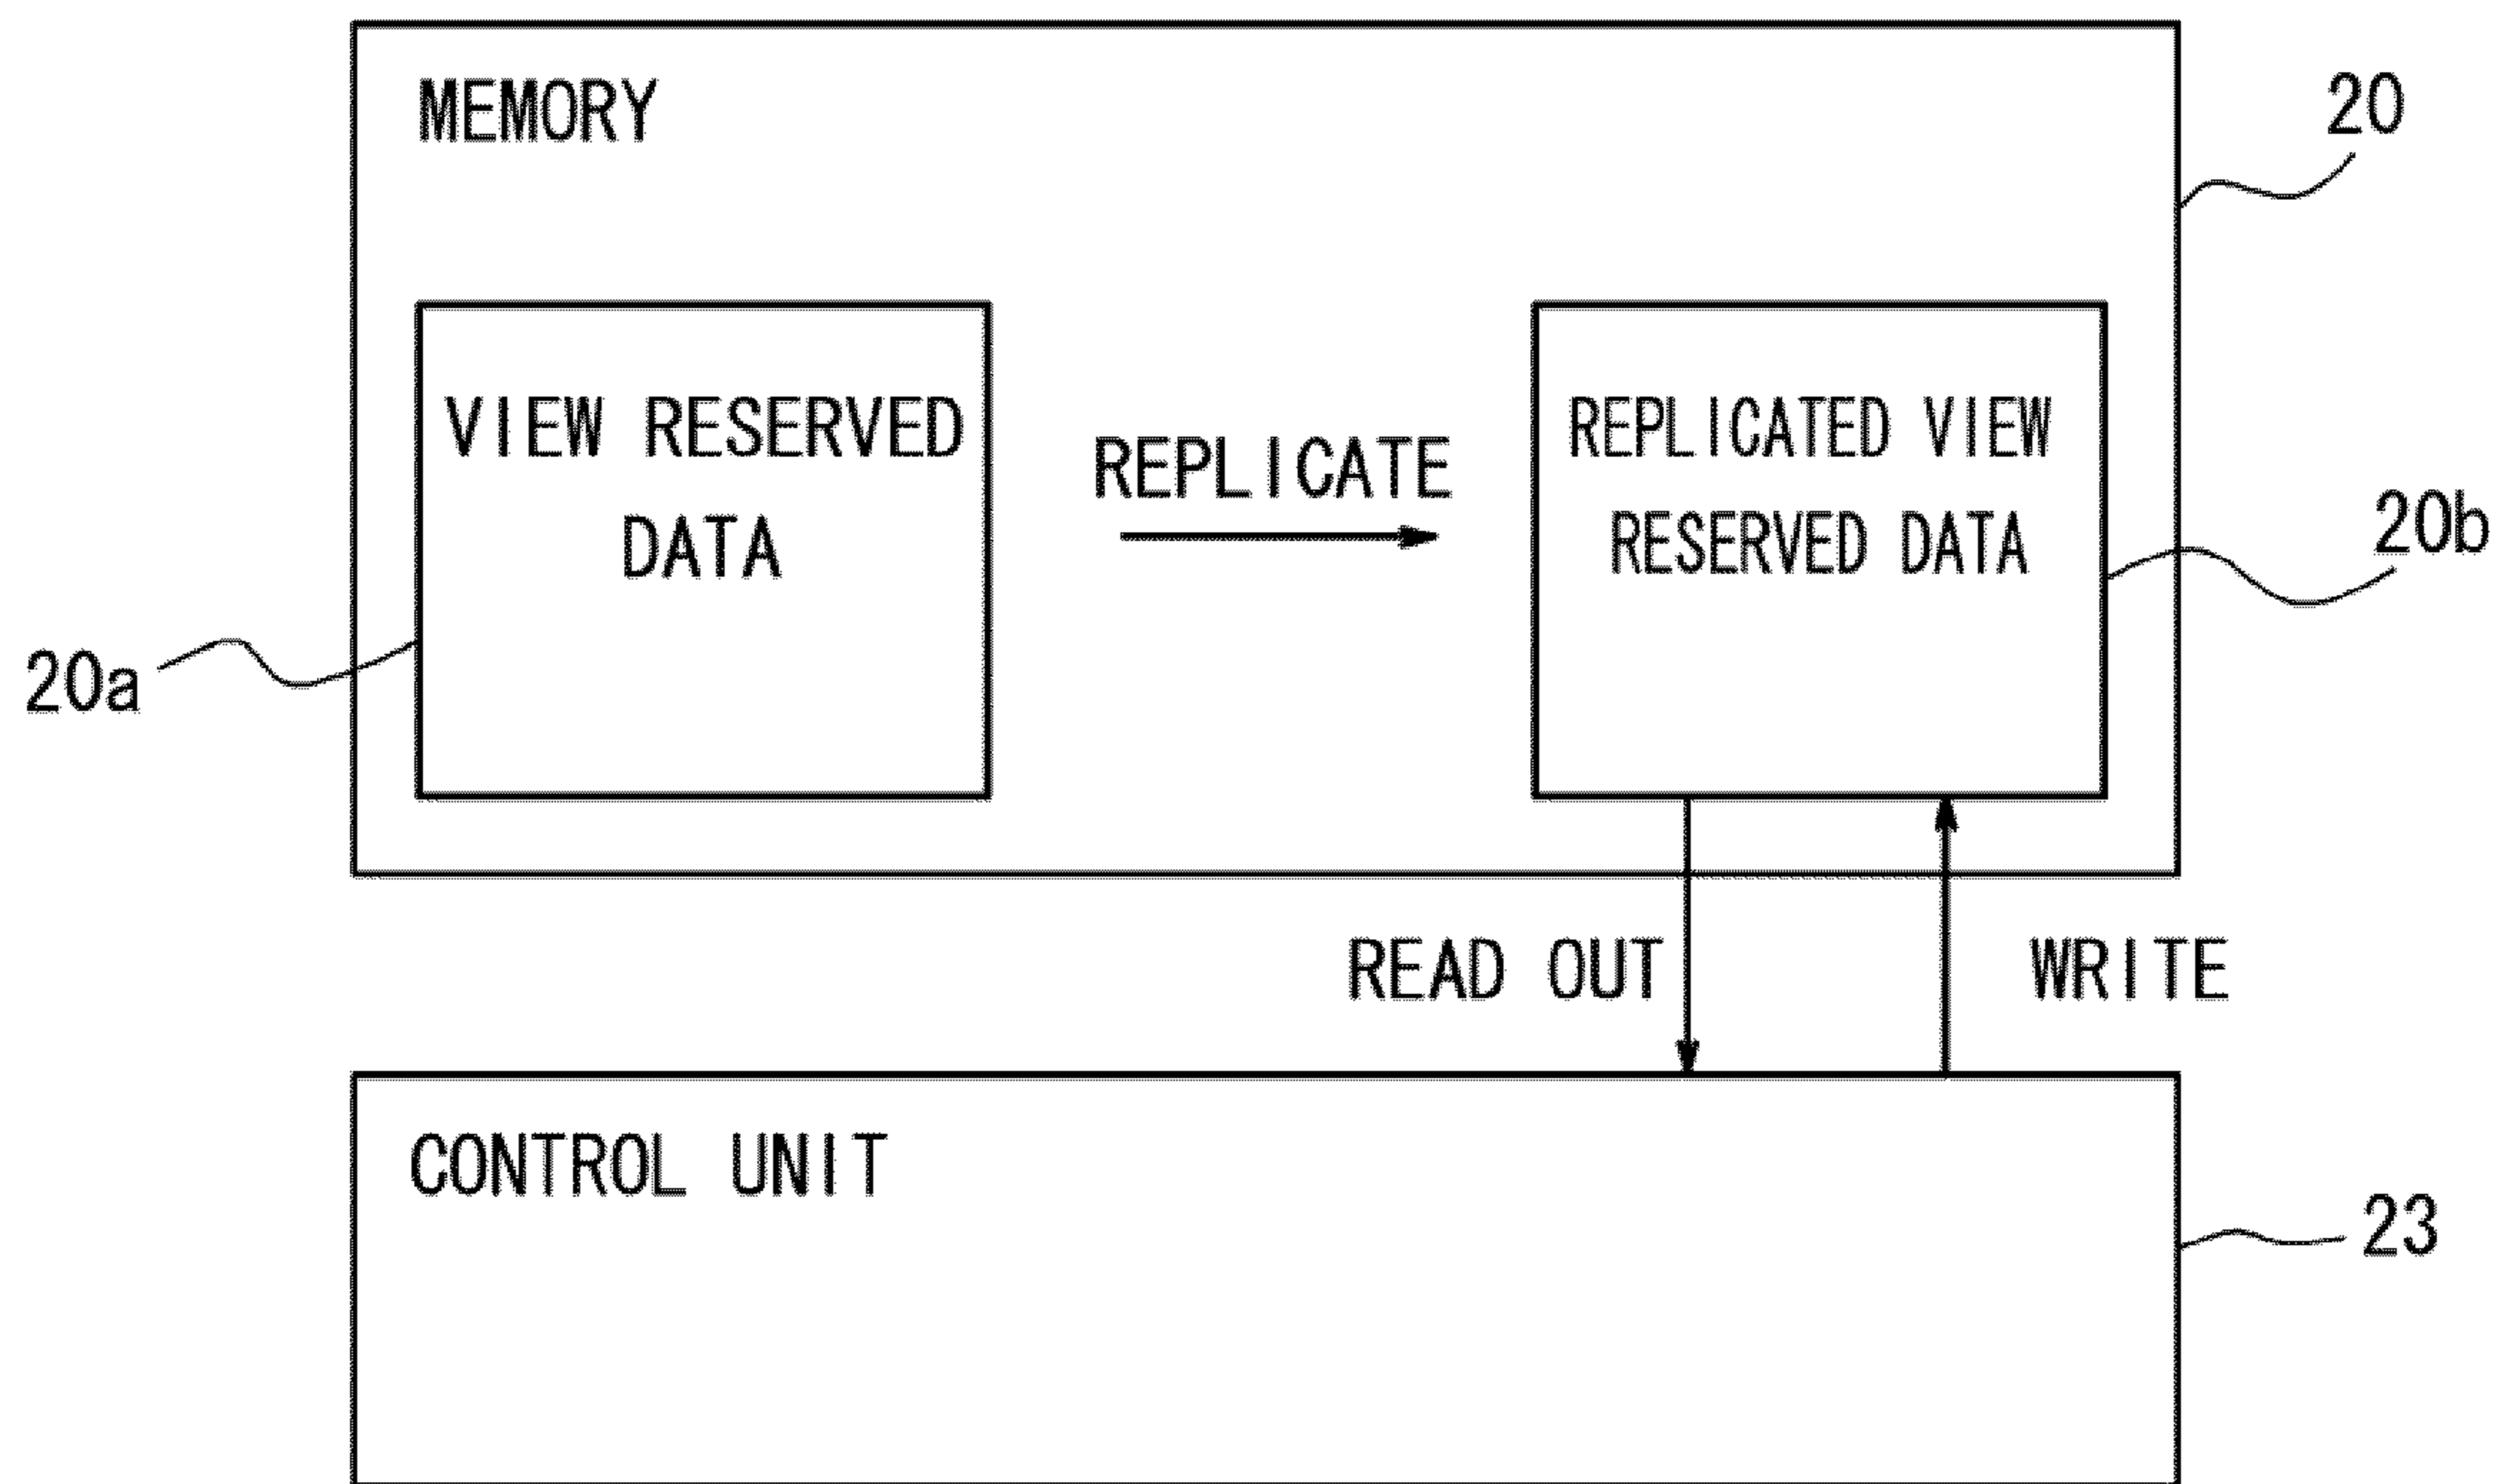 MEMORY
20
VIEW RESERVED
DATA
REPLICATE
REPLICATED VIEW
RESERVED DATA
20b
20a
READ OUT
WRITE
CONTROL UNIT
23